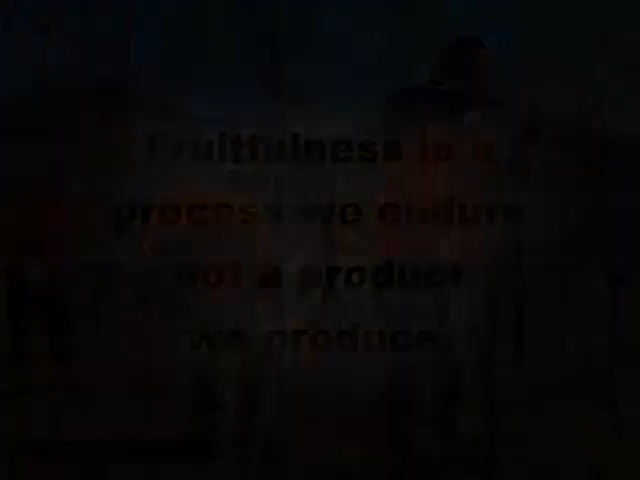 Fruitfulness is a
process we endure
not a product
we produce.